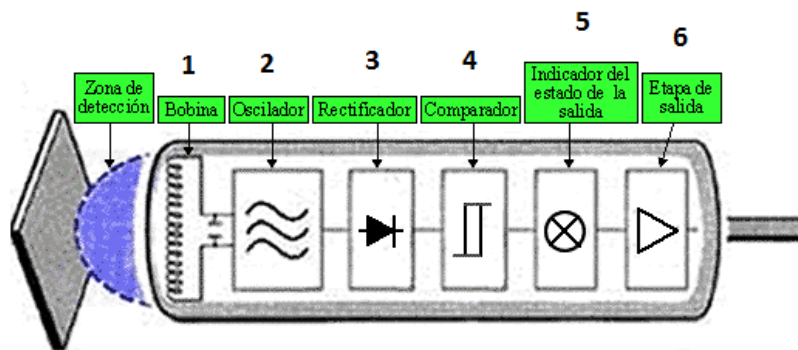 1 2 3 4 5 6
Zona de
detección
Bobina
Oscilador
Rectificador
Comparador
Indicador del
estado de la
salida
Etapa de
salida